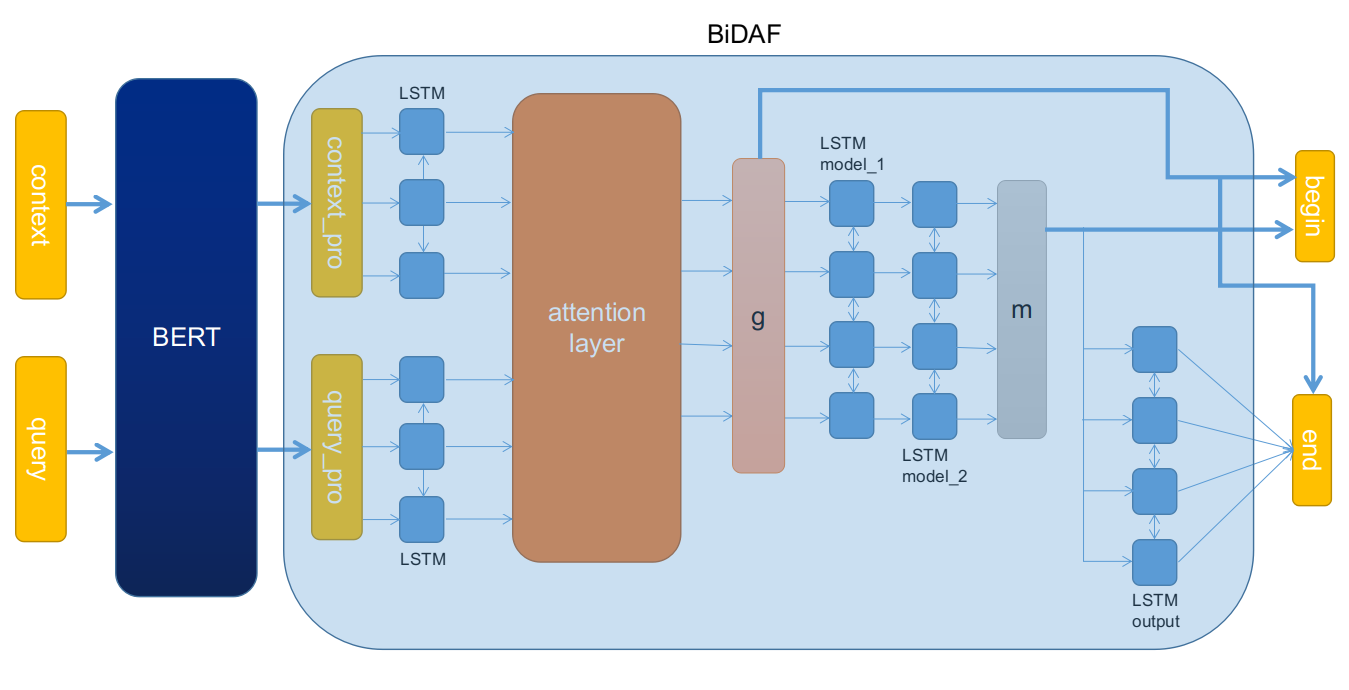 BiDAF
context
query
BERT
context_pro
query_pro
LSTM
LSTM
attention
layer
g
LSTM
model_1
LSTM
model_2
m
LSTM
output
begin
end